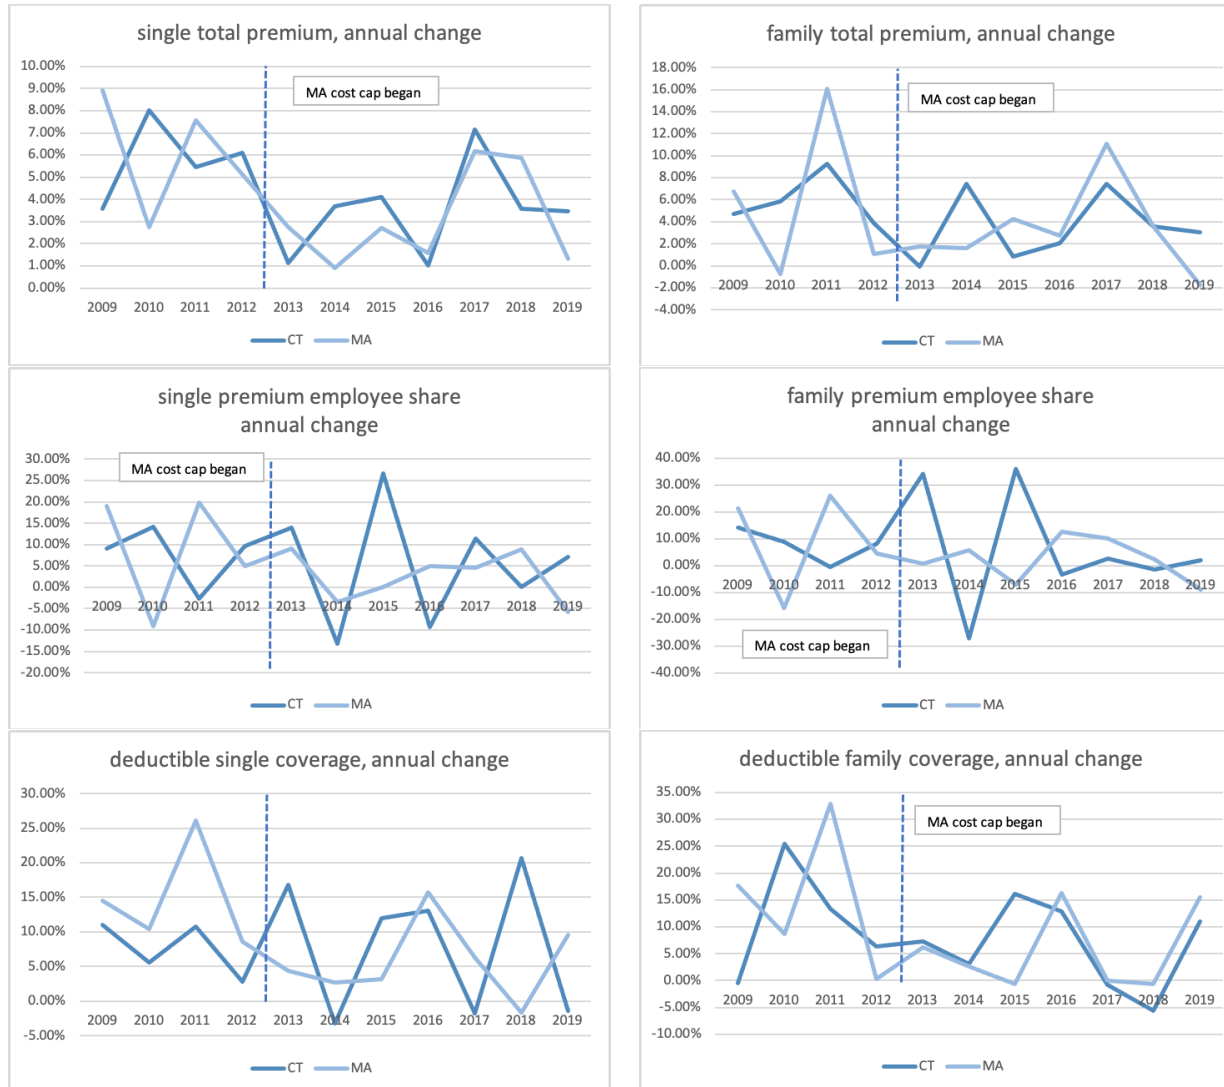 single total premium, annual change
10.00%
9.00%
8.00%
7.00%
6.00%
5.00%
4.00%
3.00%
2.00%
1.00%
0.00%
MA cost cap began
2009 2010 2011 2012 2013 2014 2015 2016 2017 2018 2019
CT MA
family total premium, annual change
18.00%
16.00%
14.00%
12.00%
10.00%
8.00%
6.00%
4.00%
2.00%
0.00%
-2.00%
-4.00%
MA cost cap began
2009 2010 2011 2012 2013 2014 2015 2016 2017 2018 2019
CT MA
single premium employee share
annual change
30.00%
25.00%
20.00%
15.00%
10.00%
5.00%
0.00%
-5.00%
-10.00%
-15.00%
-20.00%
MA cost cap began
2009 2010 2011 2012 2013 2014 2015 2016 2017 2018 2019
CT MA
family premium employee share
annual change
40.00%
30.00%
20.00%
10.00%
0.00%
-10.00%
-20.00%
-30.00%
-40.00%
2009 2010 2011 2012 2013 2014 2015 2016 2017 2018 2019
MA cost cap began
CT MA
deductible single coverage, annual change
30.00%
25.00%
20.00%
15.00%
10.00%
5.00%
0.00%
-5.00%
2009 2010 2011 2012 2013 2014 2015 2016 2017 2018 2019
CT MA
deductible family coverage, annual change
35.00%
30.00%
25.00%
20.00%
15.00%
10.00%
5.00%
0.00%
-5.00%
-10.00%
MA cost cap began
2009 2010 2011 2012 2013 2014 2015 2016 2017 2018 2019
CT MA